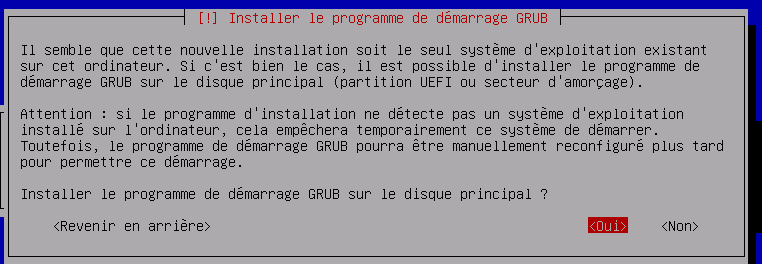 [!] Installer le programme de démarrage GRUB
Il semble que cette nouvelle installation soit le seul système d'exploitation existant
sur cet ordinateur. Si c'est bien le cas, il est possible d'installer le programme de
démarrage GRUB sur le disque principal (partition UEFI ou secteur d'amorçage).
Attention : si le programme d'installation ne détecte pas un système d'exploitation
installé sur l'ordinateur, cela empêchera temporairement ce système de démarrer.
Toutefois, le programme de démarrage GRUB pourra être manuellement reconfiguré plus tard
pour permettre ce démarrage.
Installer le programme de démarrage GRUB sur le disque principal ?
<Revenir en arrière> <Oui> <Non>